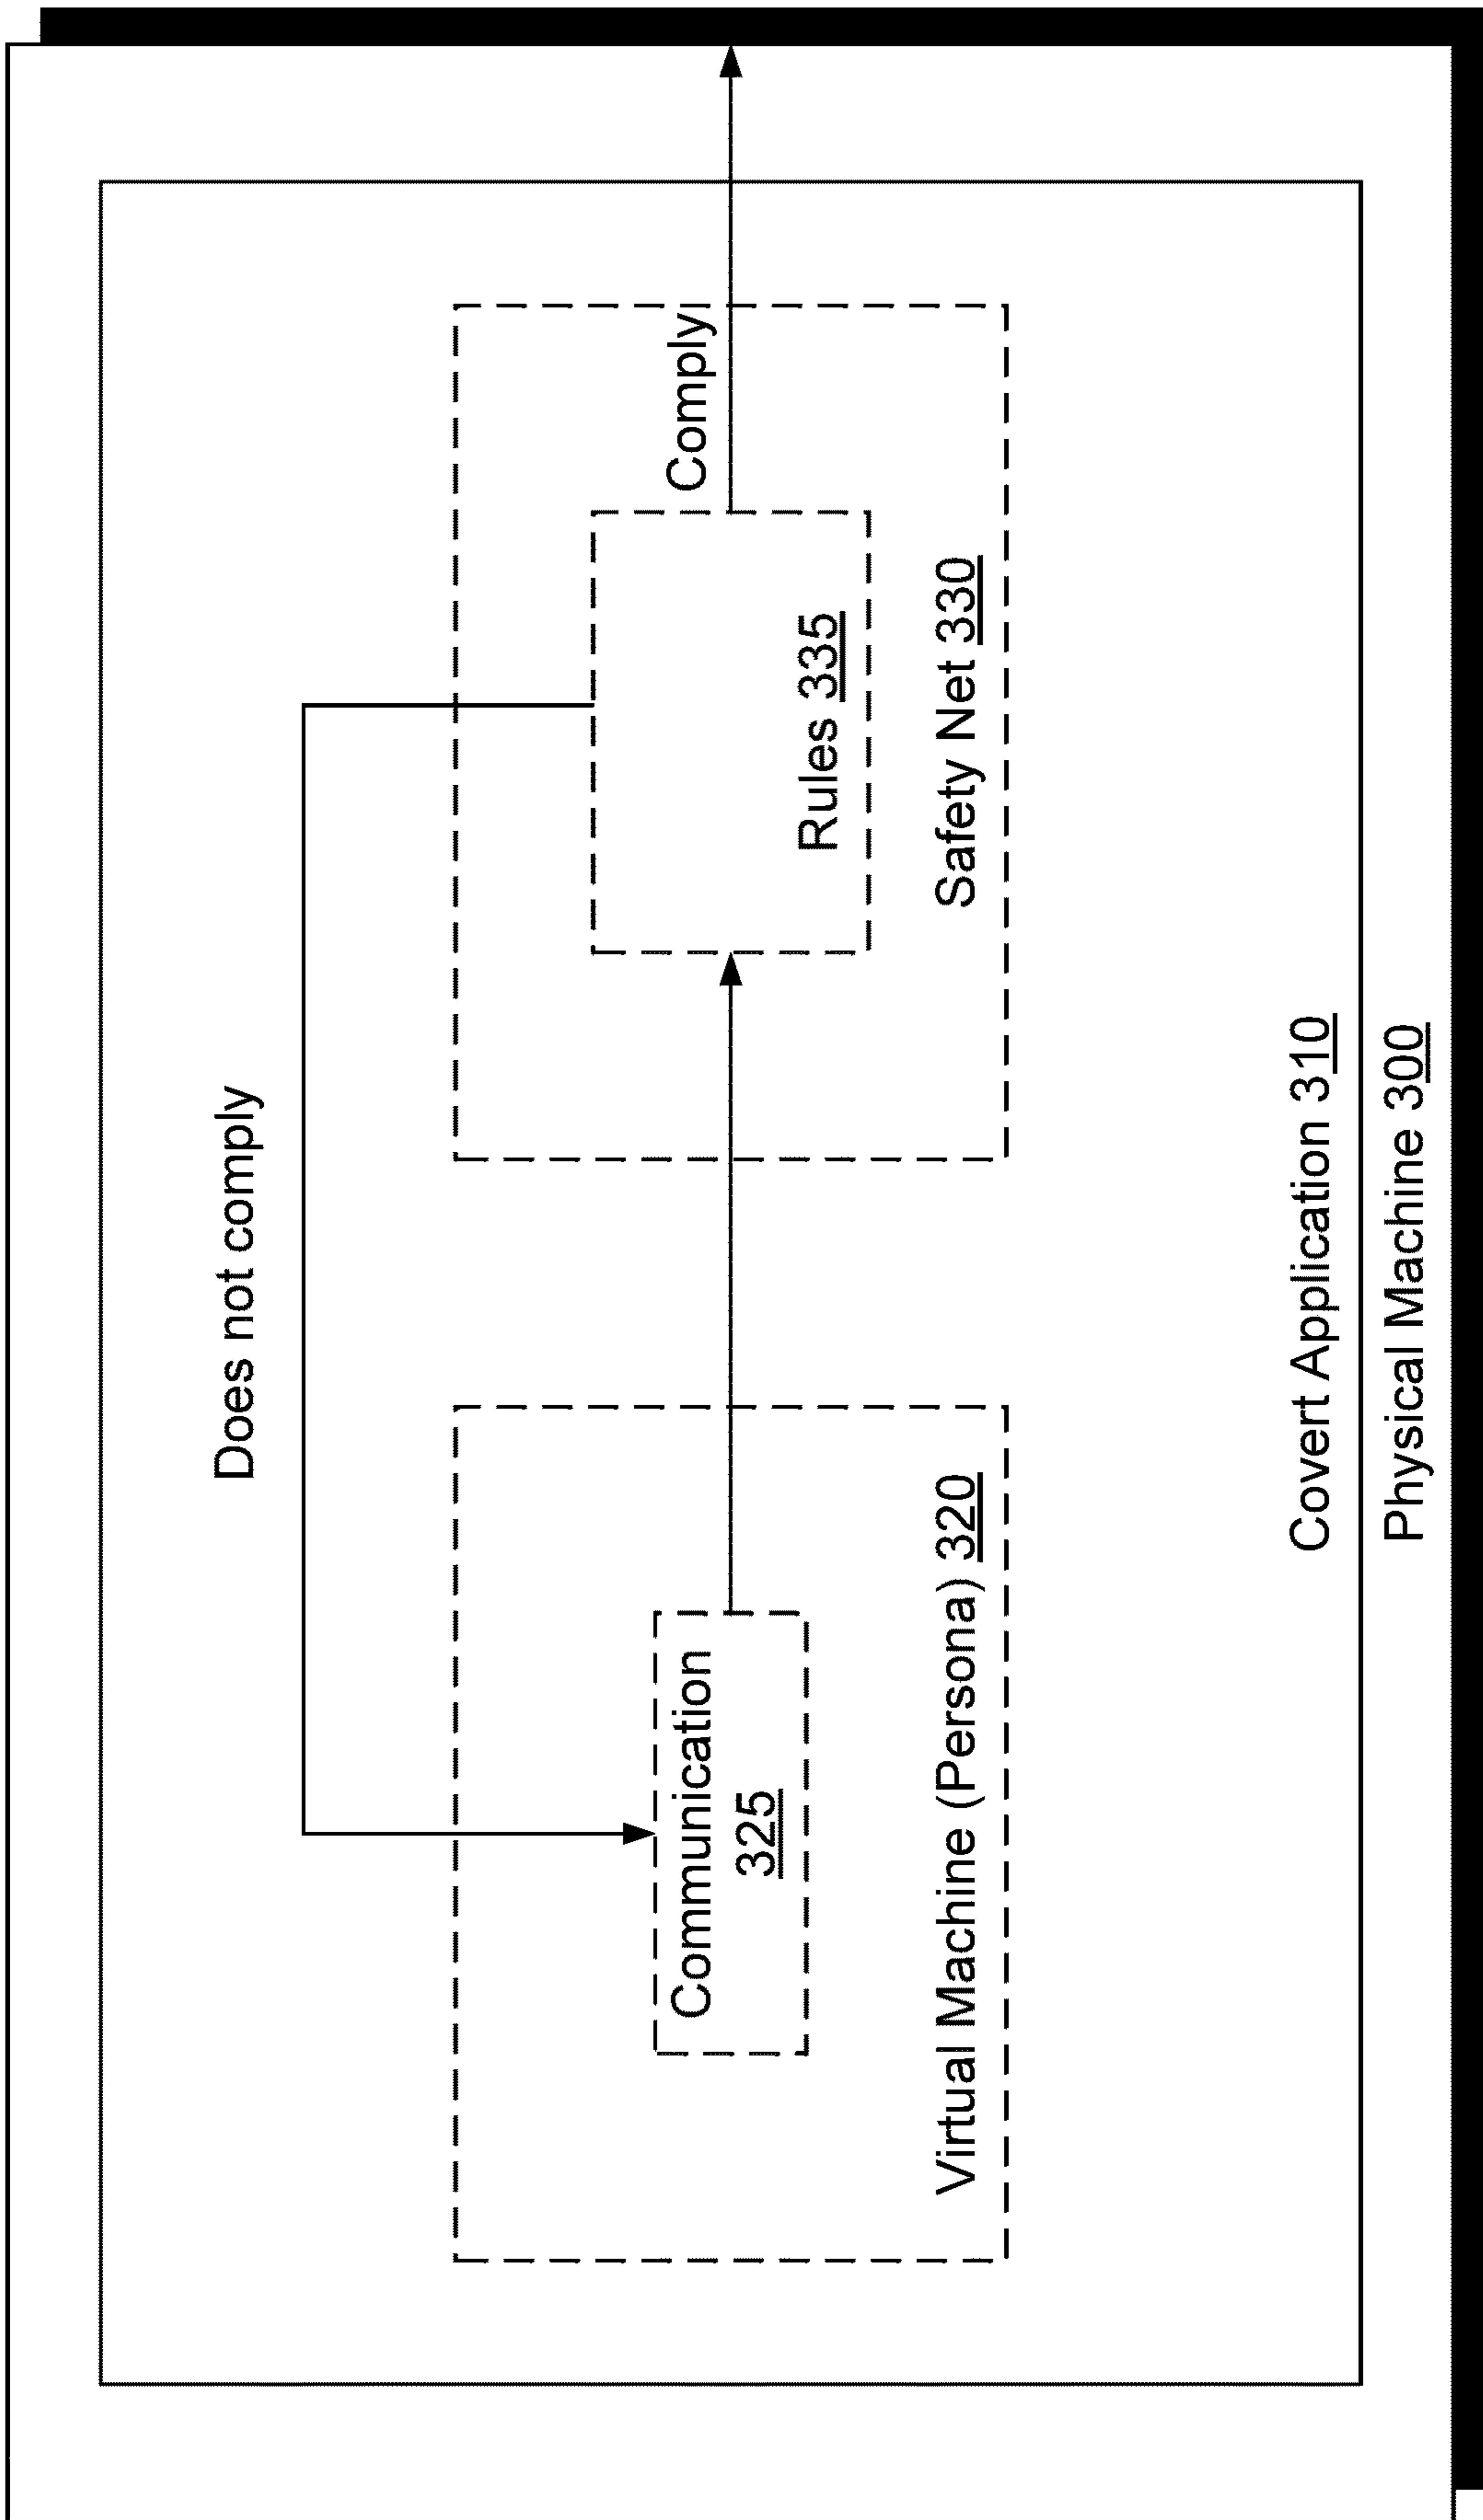 Does not comply
Communication
325
Virtual Machine (Persona) 320
Comply
Rules 335
Safety Net 330
Covert Application 310
Physical Machine 300